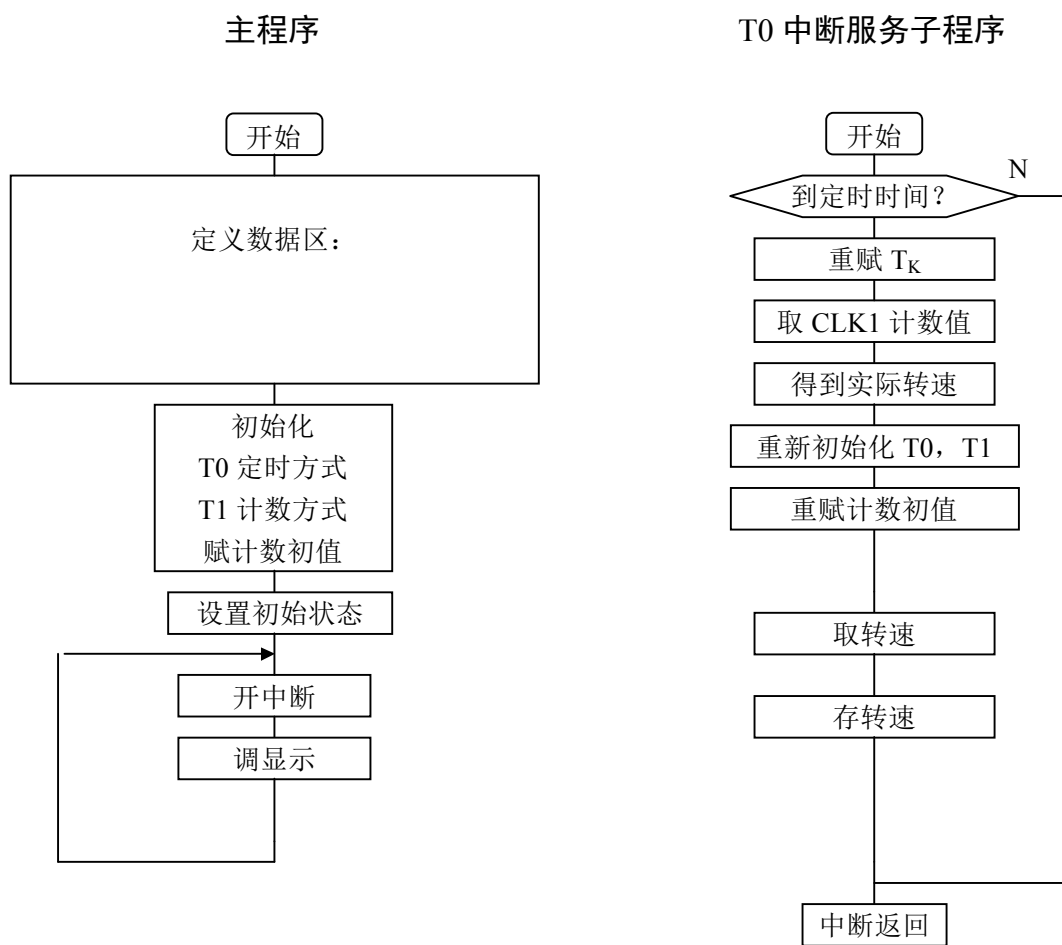 主程序
开始
定义数据区：
初始化
T0 定时方式
T1 计数方式
赋计数初值
设置初始状态
开中断
调显示
T0 中断服务子程序
开始
N
到定时时间？
重赋 TK
取 CLK1 计数值
得到实际转速
重新初始化 T0，T1
重赋计数初值
取转速
存转速
中断返回